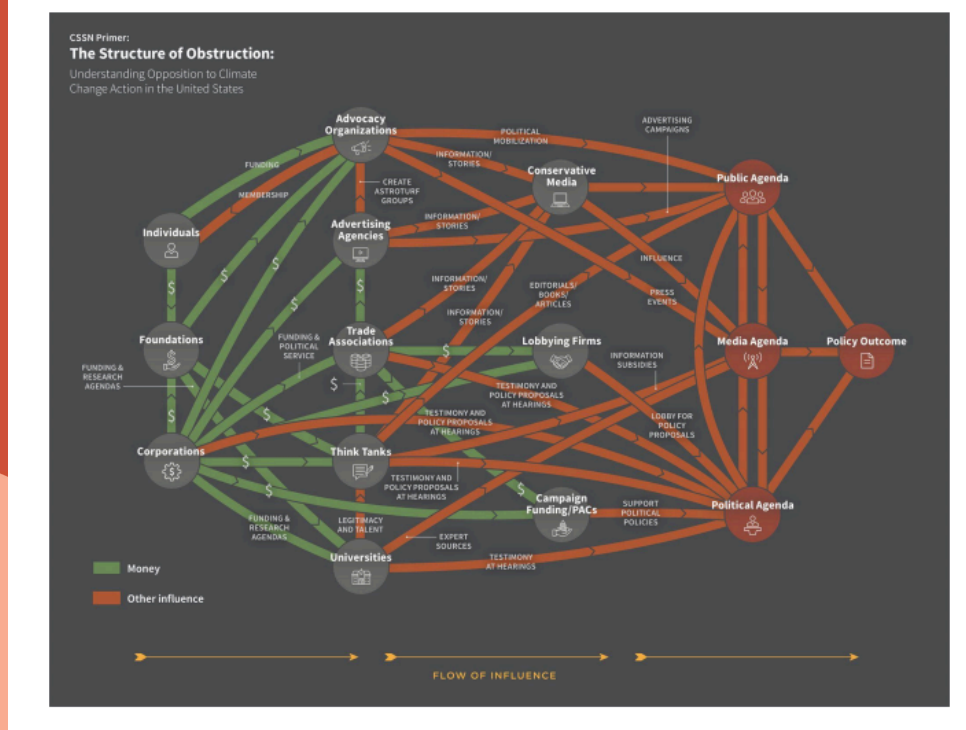 CSSN Primer:
The Structure of Obstruction:
Understanding Opposition to Climate
Change Action in the United States
Advocacy
Organizations
POLITICAL
MOBILIZATION
ADVERTISING
CAMPAIGNS
FUNDING
INFORMATION/
STORIES
MEMBERSHIP
CREATE
ASTROTURF
GROUPS
Conservative
Media
Public Agenda
Individuals
Advertising
Agencies
INFORMATION/
STORIES
$
$
$
$
$
INFORMATION/
STORIES
EDITORIALS/
BOOKS/
ARTICLES
INFLUENCE
PRESS
EVENTS
INFORMATION/
STORIES
Foundations
FUNDING &
POLITICAL
SERVICE
Trade
Associations
$
Lobbying Firms
INFORMATION
SUBSIDIES
Media Agenda
Policy Outcome
FUNDING &
RESEARCH
AGENDAS
$
$
TESTIMONY AND
POLICY PROPOSALS
AT HEARINGS
$
$
TESTIMONY AND
POLICY PROPOSALS
AT HEARINGS
LOBBY FOR
POLICY
PROPOSALS
Corporations
$
Think Tanks
TESTIMONY AND
POLICY PROPOSALS
AT HEARINGS
$
$
Campaign
Funding/PACs
SUPPORT
POLITICAL
POLICIES
Political Agenda
FUNDING &
RESEARCH
AGENDAS
LEGITIMACY
AND TALENT
EXPERT
SOURCES
Universities
TESTIMONY
AT HEARINGS
Money
Other influence
FLOW OF INFLUENCE